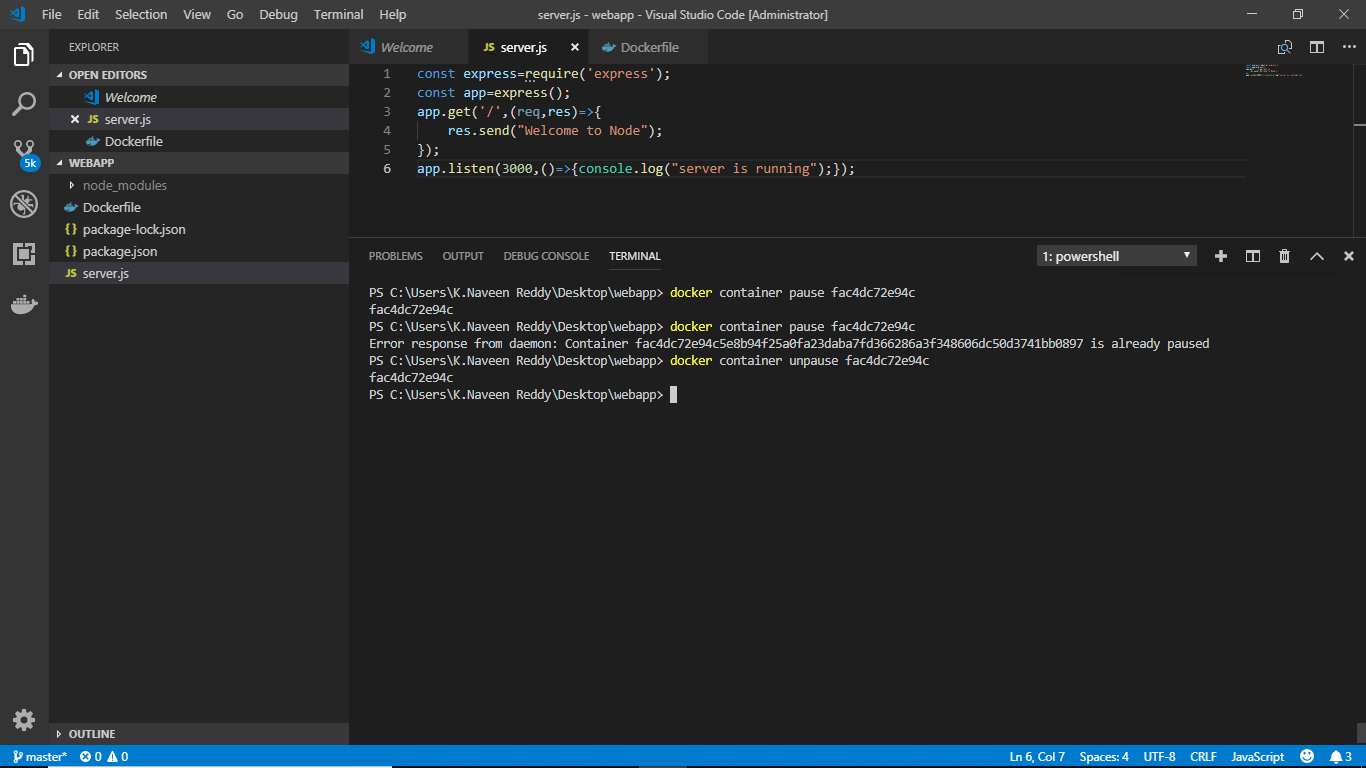 File Edit Selection View Go Debug Terminal Help
server.js - webapp - Visual Studio Code [Administrator]
EXPLORER
OPEN EDITORS
Welcome
JS server.js
Dockerfile
5k
WEBAPP
node_modules
Dockerfile
{} package-lock.json
{} package.json
JS server.js
OUTLINE
Welcome
JS server.js
Dockerfile
1 const express=require('express');
2 const app=express();
3 app.get('/',(req,res)=>{
4 res.send("Welcome to Node");
5 });
6 app.listen(3000,()=>{console.log("server is running");});
PROBLEMS OUTPUT DEBUG CONSOLE TERMINAL
1: powershell
PS C:\Users\K.Naveen Reddy\Desktop\webapp> docker container pause fac4dc72e94c
fac4dc72e94c
PS C:\Users\K.Naveen Reddy\Desktop\webapp> docker container pause fac4dc72e94c
Error response from daemon: Container fac4dc72e94c5e8b94f25a0fa23daba7fd366286a3f348606dc50d3741bb0897 is already paused
PS C:\Users\K.Naveen Reddy\Desktop\webapp> docker container unpause fac4dc72e94c
fac4dc72e94c
PS C:\Users\K.Naveen Reddy\Desktop\webapp>
master* 0 0
Ln 6, Col 7 Spaces: 4 UTF-8 CRLF JavaScript 3